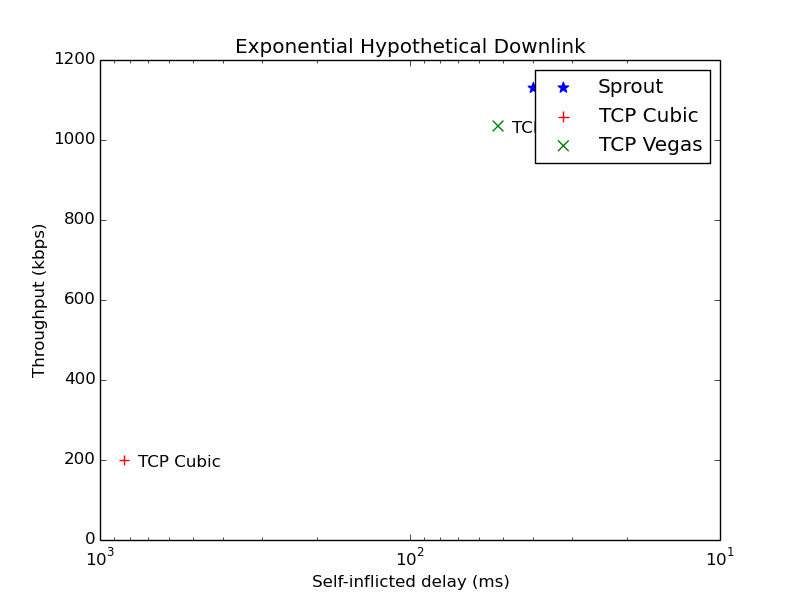 Exponential Hypothetical Downlink
1200
1000
800
600
400
200
0
Throughput (kbps)
Sprout
TCP Cubic
TCP Vegas
TCP Cubic
10³
10²
10¹
Self-inflicted delay (ms)